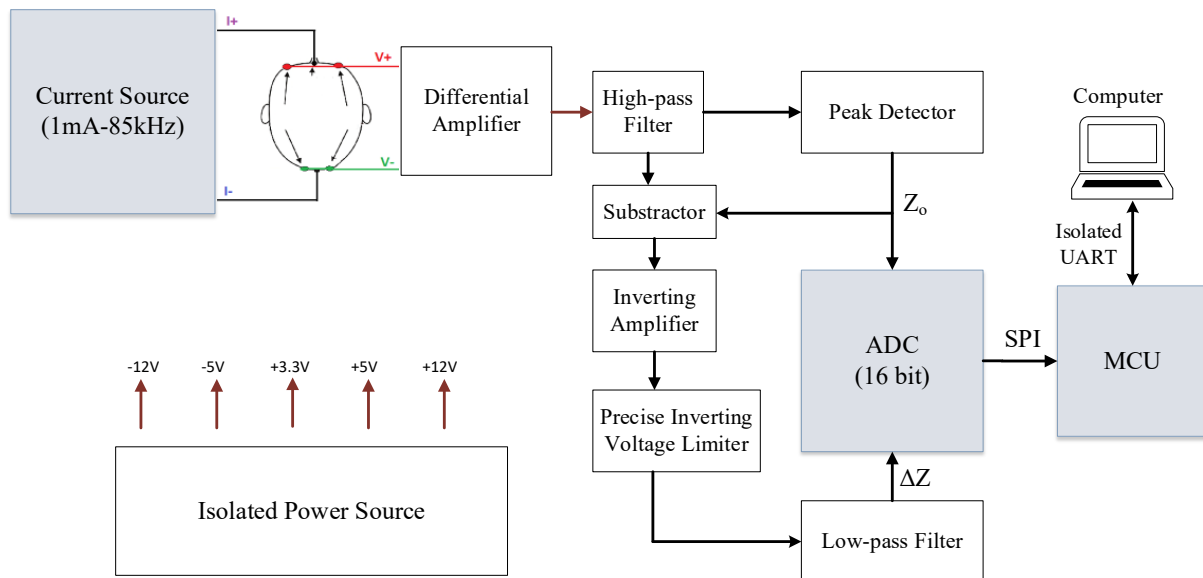 I+
Current Source
(1mA-85kHz)
I-
V+
V-
Differential
Amplifier
High-pass
Filter
Peak Detector
Computer
Substractor
Zₒ
Isolated
UART
Inverting
Amplifier
ADC
(16 bit)
SPI
MCU
-12V
-5V
+3.3V
+5V
+12V
Precise Inverting
Voltage Limiter
Isolated Power Source
ΔZ
Low-pass Filter